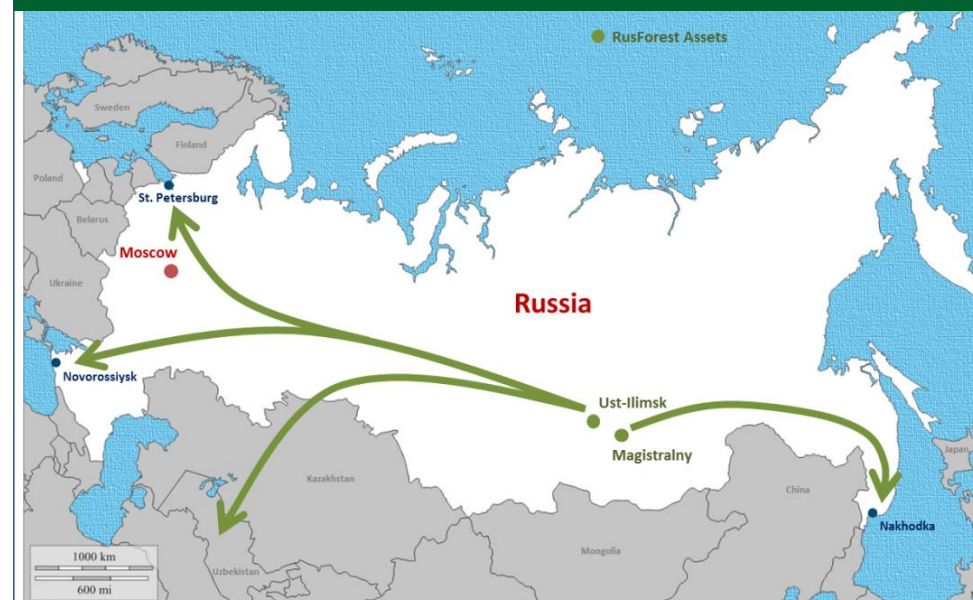 RusForest Assets
Sweden
Finland
Poland
St. Petersburg
Belarus
Moscow
Ukraine
Russia
Novorossiysk
Ust-Ilimsk
Magistralny
Japan
Kazakhstan
China
Nakhodka
Mongolia
Uzbekistan
1000 km
600 mi